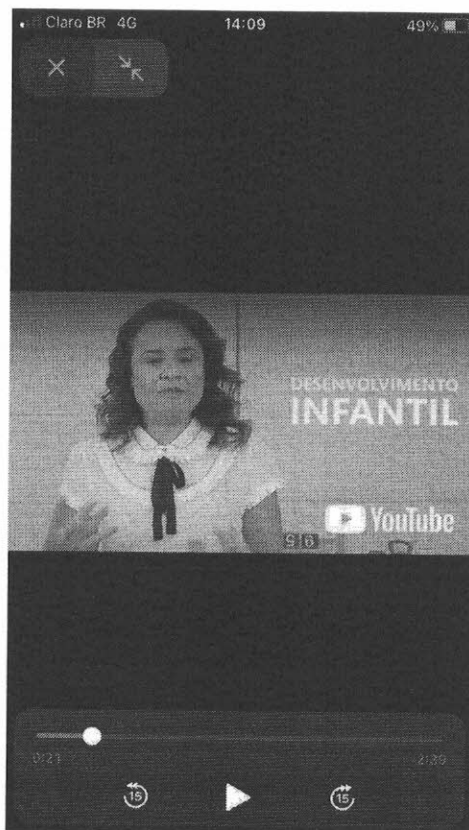 Claro BR 4G 14:09 49%
DESENVOLVIMENTO
INFANTIL
YouTube
0:21 2:39
15 15